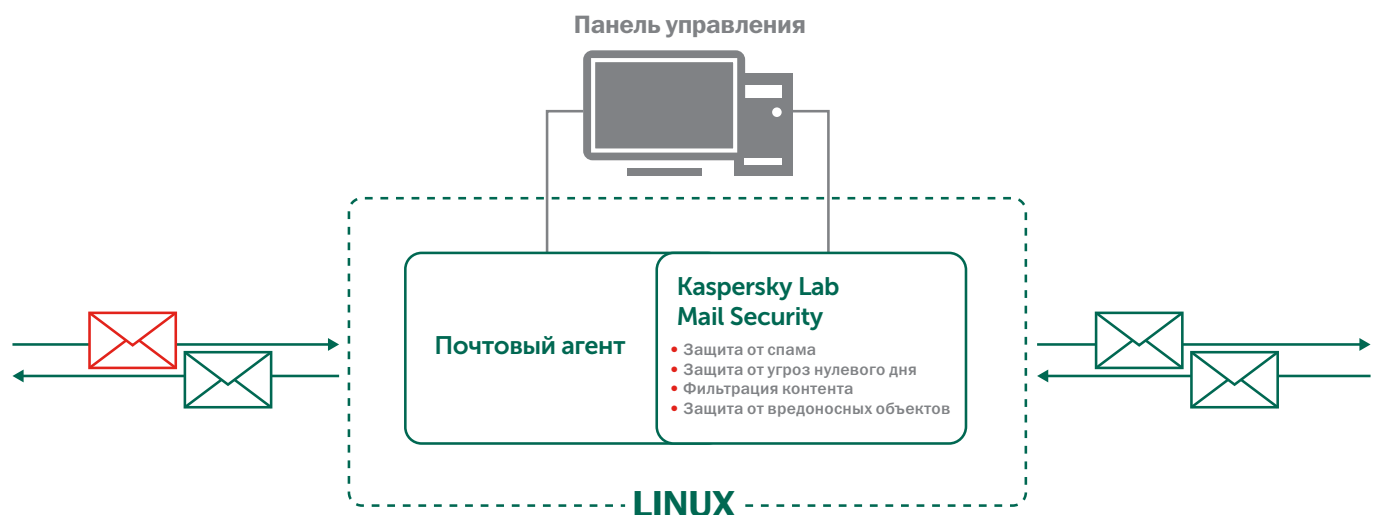 Панель управления
Kaspersky Lab
Mail Security
Почтовый агент
• Защита от спама
• Защита от угроз нулевого дня
• Фильтрация контента
• Защита от вредоносных объектов
LINUX